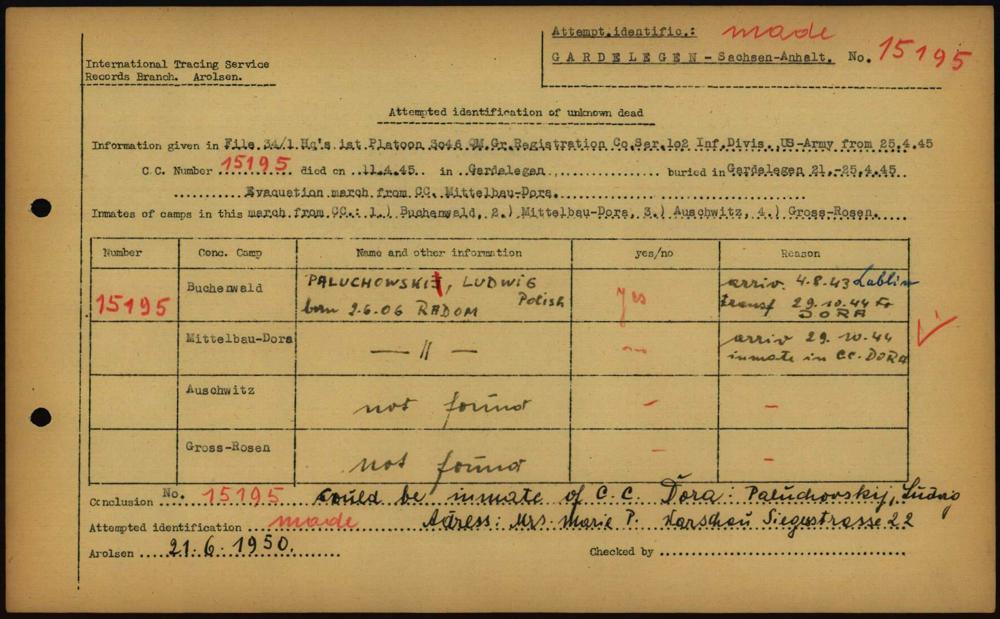 Attempt.identific.: made
GARDELEGEN - Sachsen-Anhalt. No. 15195
International Tracing Service
Records Branch. Arolsen.
Attempted identification of unknown dead
Information given in File 34/1 Hq's 1st Platoon 3o46 QM.Gr.Registration Co.Ser.1o2 Inf.Divis. US-Army from 25.4.45
C.C. Number 15195 died on 11.4.45 in Gardelegen buried in Gardelegen 21.-25.4.45
Evacuation march from CC. Mittelbau-Dora.
Inmates of camps in this march from CC.: 1.) Buchenwald, 2.) Mittelbau-Dora, 3.) Auschwitz, 4.) Gross-Rosen.
Number Conc. Camp Name and other information yes/no Reason
15195 Buchenwald PALUCHOWSKI, LUDWIG Polish born 2.6.06 RADOM yes arriv. 4.8.43 Lublin transf 29.10.44 to DORA
Mittelbau-Dora — " — — arriv 29.10.44 inmate in CC-DORA
Auschwitz not found — —
Gross-Rosen not found — —
Conclusion No. 15195 could be inmate of C.C. Dora: Paluchovskij, Ludwig
Attempted identification made Adress: Mrs. Marie P. Warschau Siegesstrasse 22
Arolsen 21.6.1950. Checked by